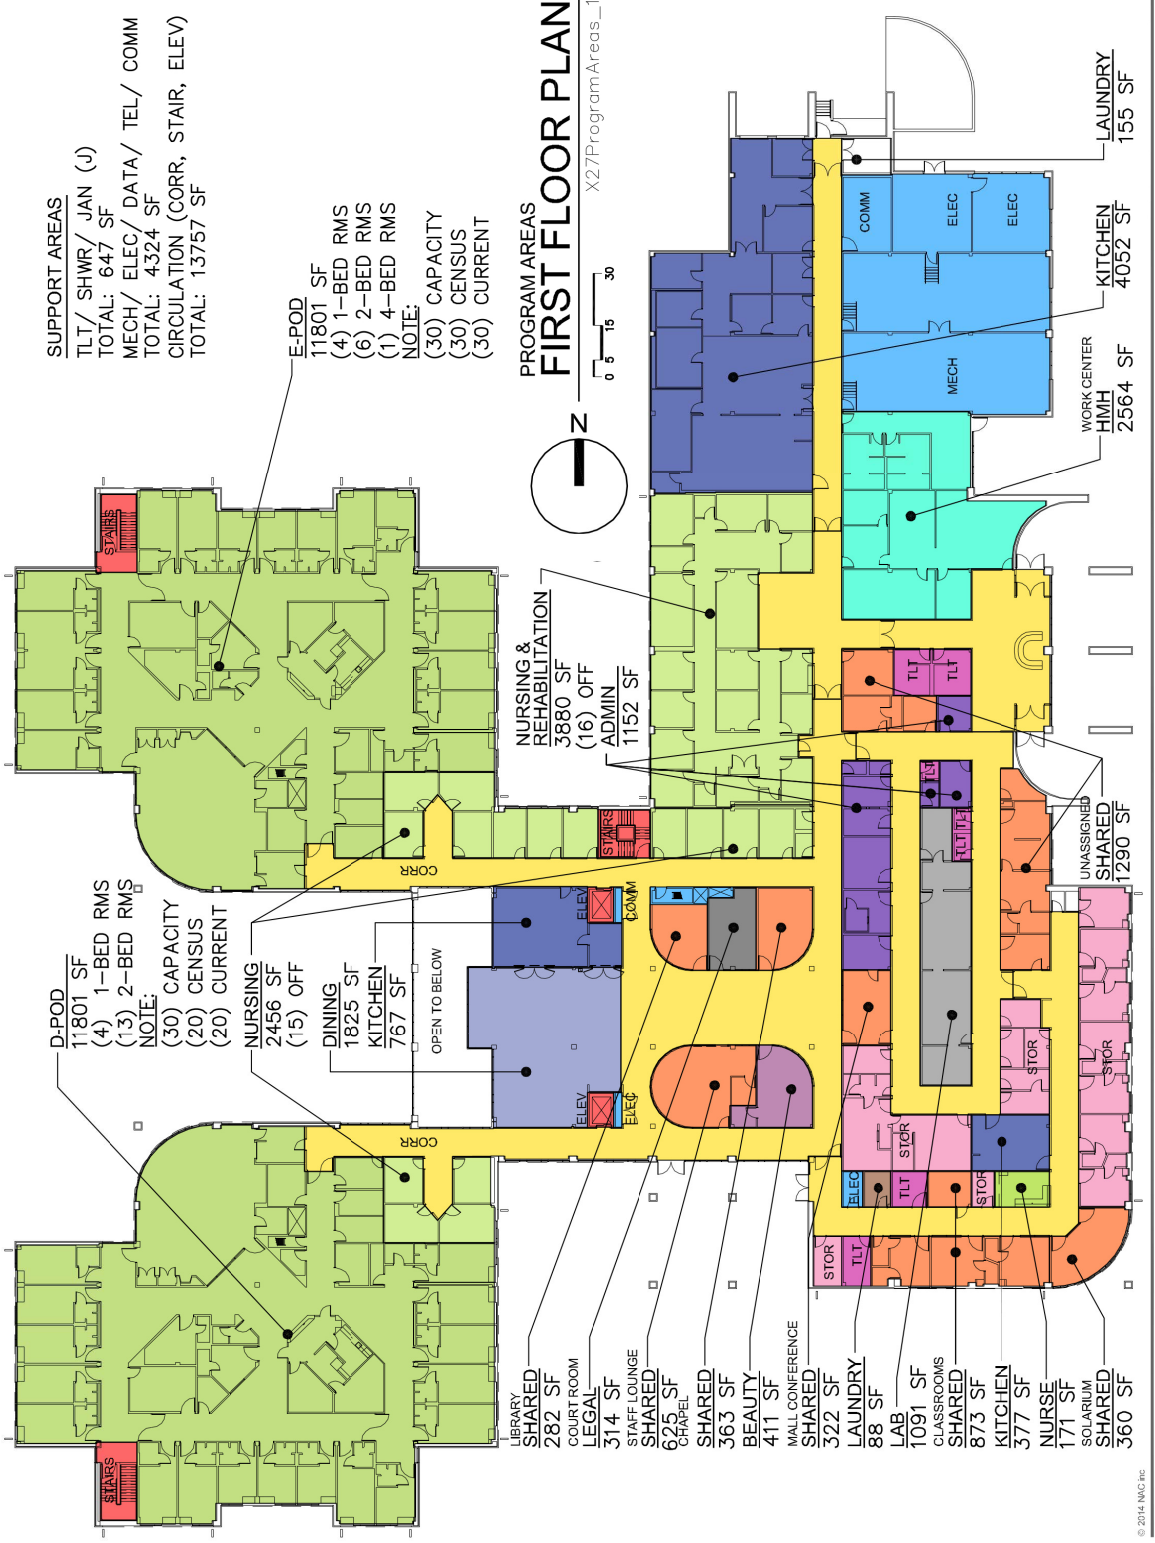 SUPPORT AREAS
TLT/ SHWR/ JAN (J)
TOTAL: 647 SF
MECH/ ELEC/ DATA/ TEL/ COMM
TOTAL: 4324 SF
CIRCULATION (CORR, STAIR, ELEV)
TOTAL: 13757 SF
E-POD
11801 SF
(4) 1-BED RMS
(6) 2-BED RMS
(1) 4-BED RMS
NOTE:
(30) CAPACITY
(30) CENSUS
(30) CURRENT
PROGRAM AREAS
FIRST FLOOR PLAN
X27ProgramAreas_1
0 5 15 30
N
D-POD
11801 SF
(4) 1-BED RMS
(13) 2-BED RMS
NOTE:
(30) CAPACITY
(20) CENSUS
(20) CURRENT
NURSING
2456 SF
(15) OFF
DINING
1825 SF
KITCHEN
767 SF
OPEN TO BELOW
NURSING &
REHABILITATION
3880 SF
(16) OFF
ADMIN
1152 SF
LAUNDRY
155 SF
KITCHEN
4052 SF
WORK CENTER
HMH
2564 SF
UNASSIGNED
SHARED
1290 SF
LIBRARY
SHARED
282 SF
COURT ROOM
LEGAL
314 SF
STAFF LOUNGE
SHARED
625 SF
CHAPEL
SHARED
363 SF
BEAUTY
411 SF
MALL CONFERENCE
SHARED
322 SF
LAUNDRY
88 SF
LAB
1091 SF
CLASSROOMS
SHARED
873 SF
KITCHEN
377 SF
NURSE
171 SF
SOLARIUM
SHARED
360 SF
STAIRS
STAIRS
STAIRS
CORR
CORR
ELEV
COMM
ELEV
ELEC
COMM
ELEC
ELEC
MECH
TLT
TLT
TLT
TLT
TLT
STOR
STOR
STOR
ELEC
TLT
STOR
STOR
TLT
© 2014 NAC inc